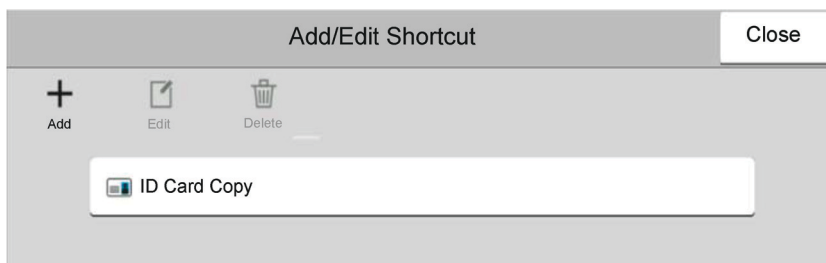 Add/Edit Shortcut
Close
Add
Edit
Delete
ID Card Copy